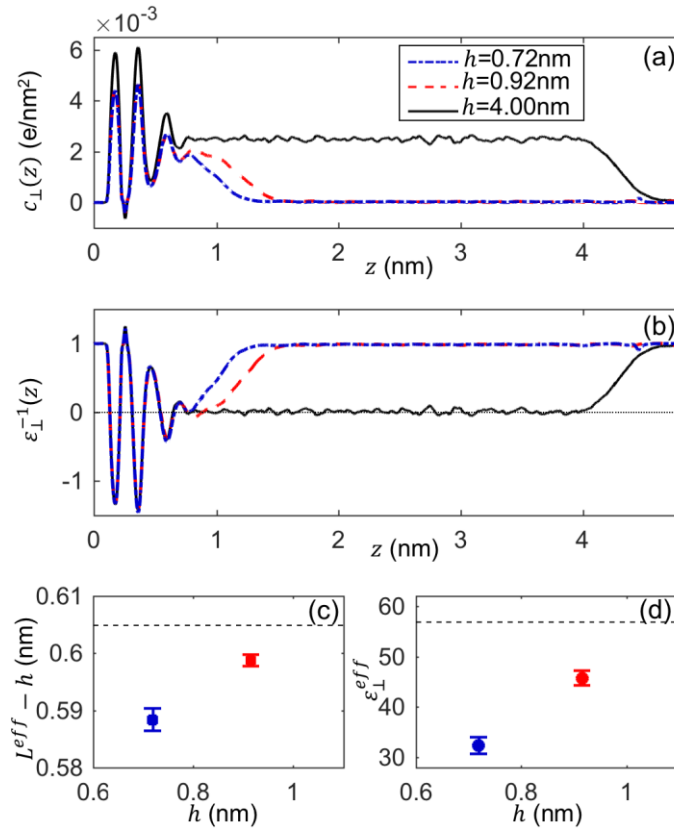 ×10⁻³
6
4
2
0
c⊥(z) (e/nm²)
(a)
h=0.72nm
h=0.92nm
h=4.00nm
0 1 2 3 4
z (nm)
1
0
-1
ε⊥⁻¹(z)
(b)
0 1 2 3 4
z (nm)
0.61
0.6
0.59
0.58
L^eff − h (nm)
(c)
0.6 0.8 1
h (nm)
60
50
40
30
ε⊥^eff
(d)
0.6 0.8 1
h (nm)